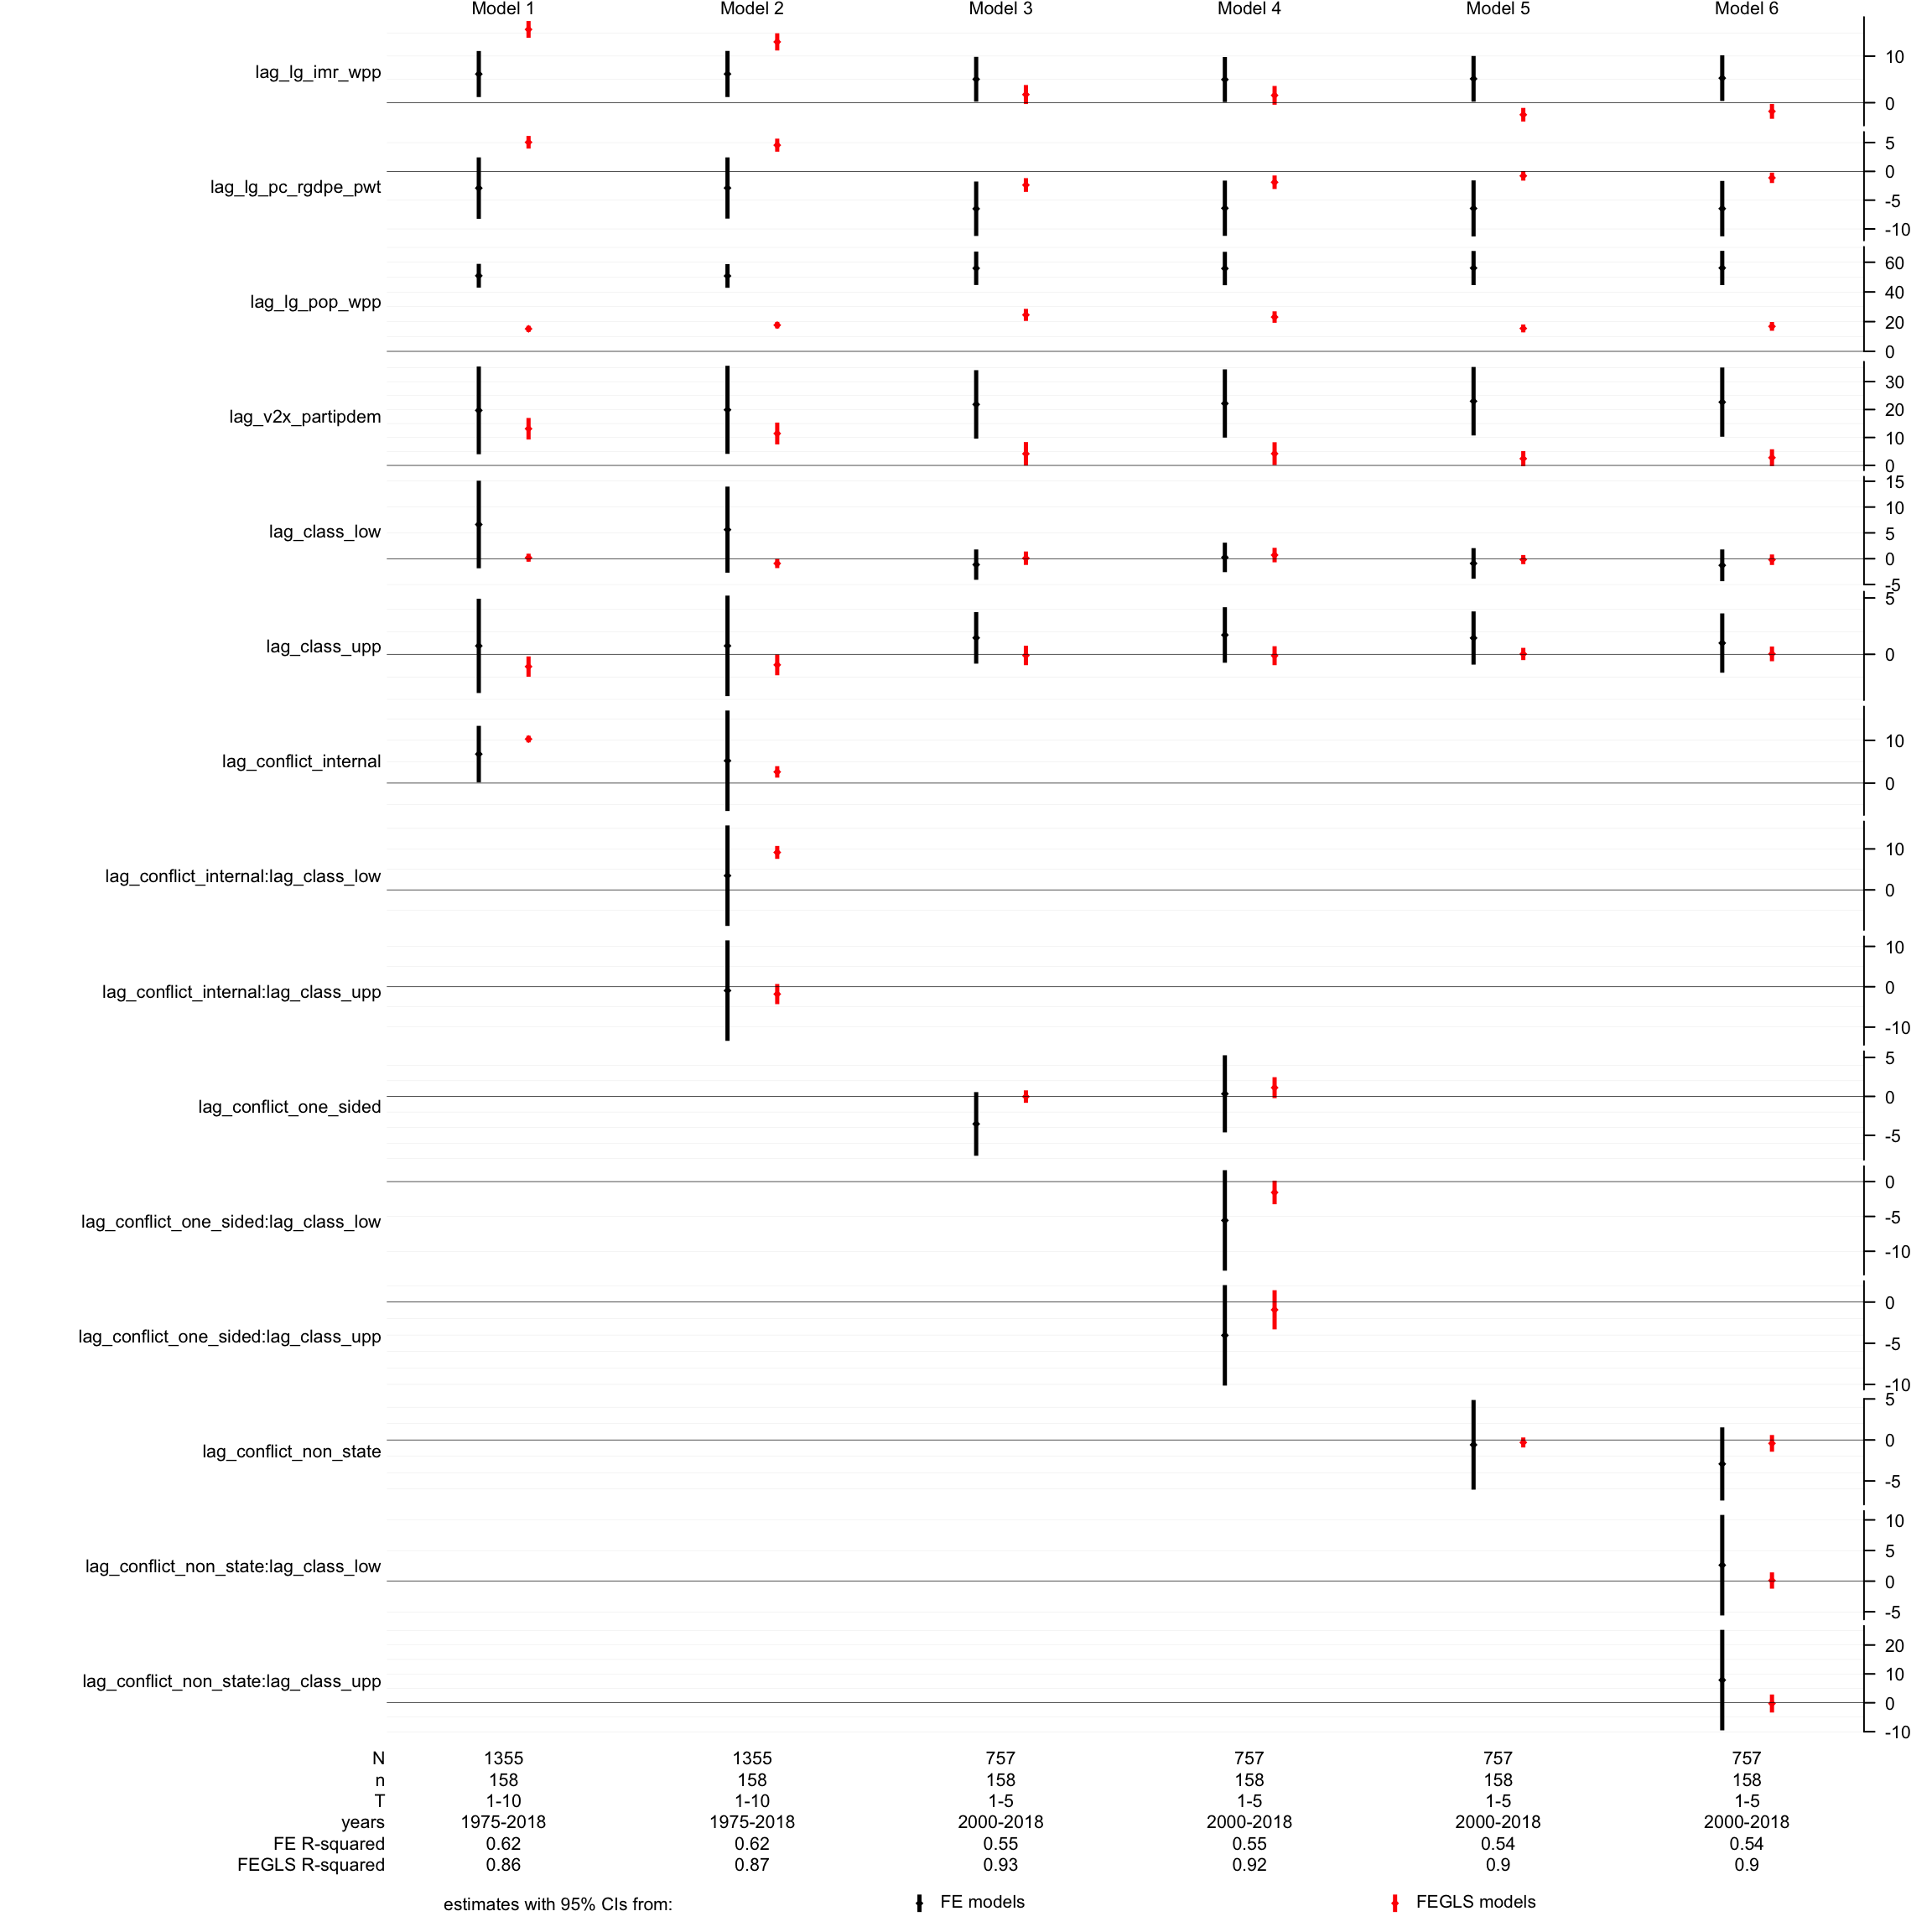 Model 1 Model 2 Model 3 Model 4 Model 5 Model 6
lag_lg_imr_wpp
10
0
lag_lg_pc_rgdpe_pwt
5
0
-5
-10
lag_lg_pop_wpp
60
40
20
0
lag_v2x_partipdem
30
20
10
0
lag_class_low
15
10
5
0
-5
lag_class_upp
5
0
lag_conflict_internal
10
0
lag_conflict_internal:lag_class_low
10
0
lag_conflict_internal:lag_class_upp
10
0
-10
lag_conflict_one_sided
5
0
-5
lag_conflict_one_sided:lag_class_low
0
-5
-10
lag_conflict_one_sided:lag_class_upp
0
-5
-10
lag_conflict_non_state
5
0
-5
lag_conflict_non_state:lag_class_low
10
5
0
-5
lag_conflict_non_state:lag_class_upp
20
10
0
-10
N 1355 1355 757 757 757 757
n 158 158 158 158 158 158
T 1-10 1-10 1-5 1-5 1-5 1-5
years 1975-2018 1975-2018 2000-2018 2000-2018 2000-2018 2000-2018
FE R-squared 0.62 0.62 0.55 0.55 0.54 0.54
FEGLS R-squared 0.86 0.87 0.93 0.92 0.9 0.9
estimates with 95% CIs from: FE models FEGLS models